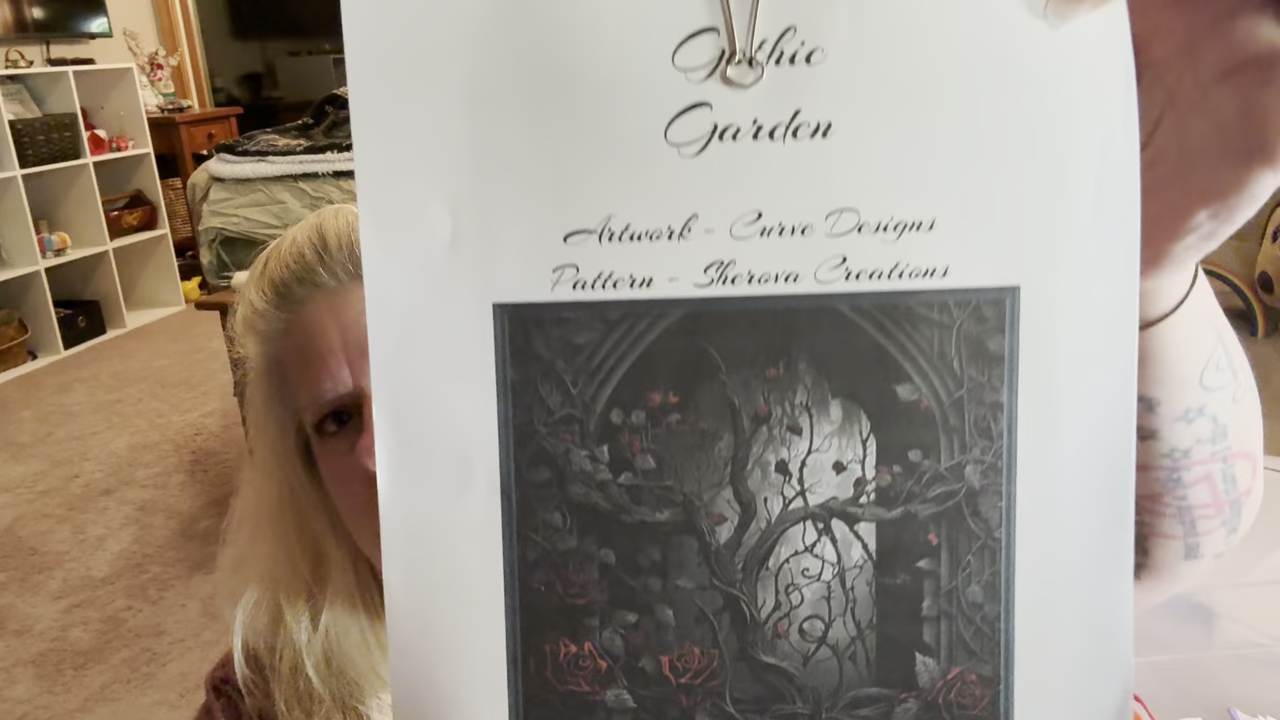 Gothic
Garden
Artwork - Curve Designs
Pattern - Sherova Creations